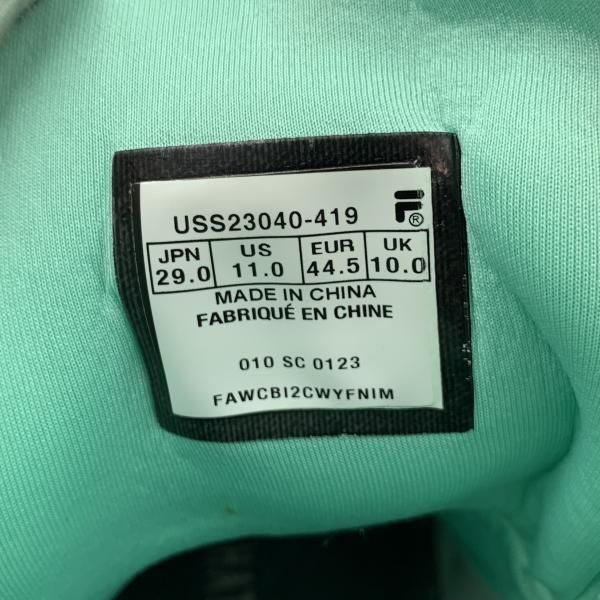 USS23040-419
F®
JPN US EUR UK
29.0 11.0 44.5 10.0
MADE IN CHINA
FABRIQUÉ EN CHINE
010 SC 0123
FAWCBI2CWYFNIM